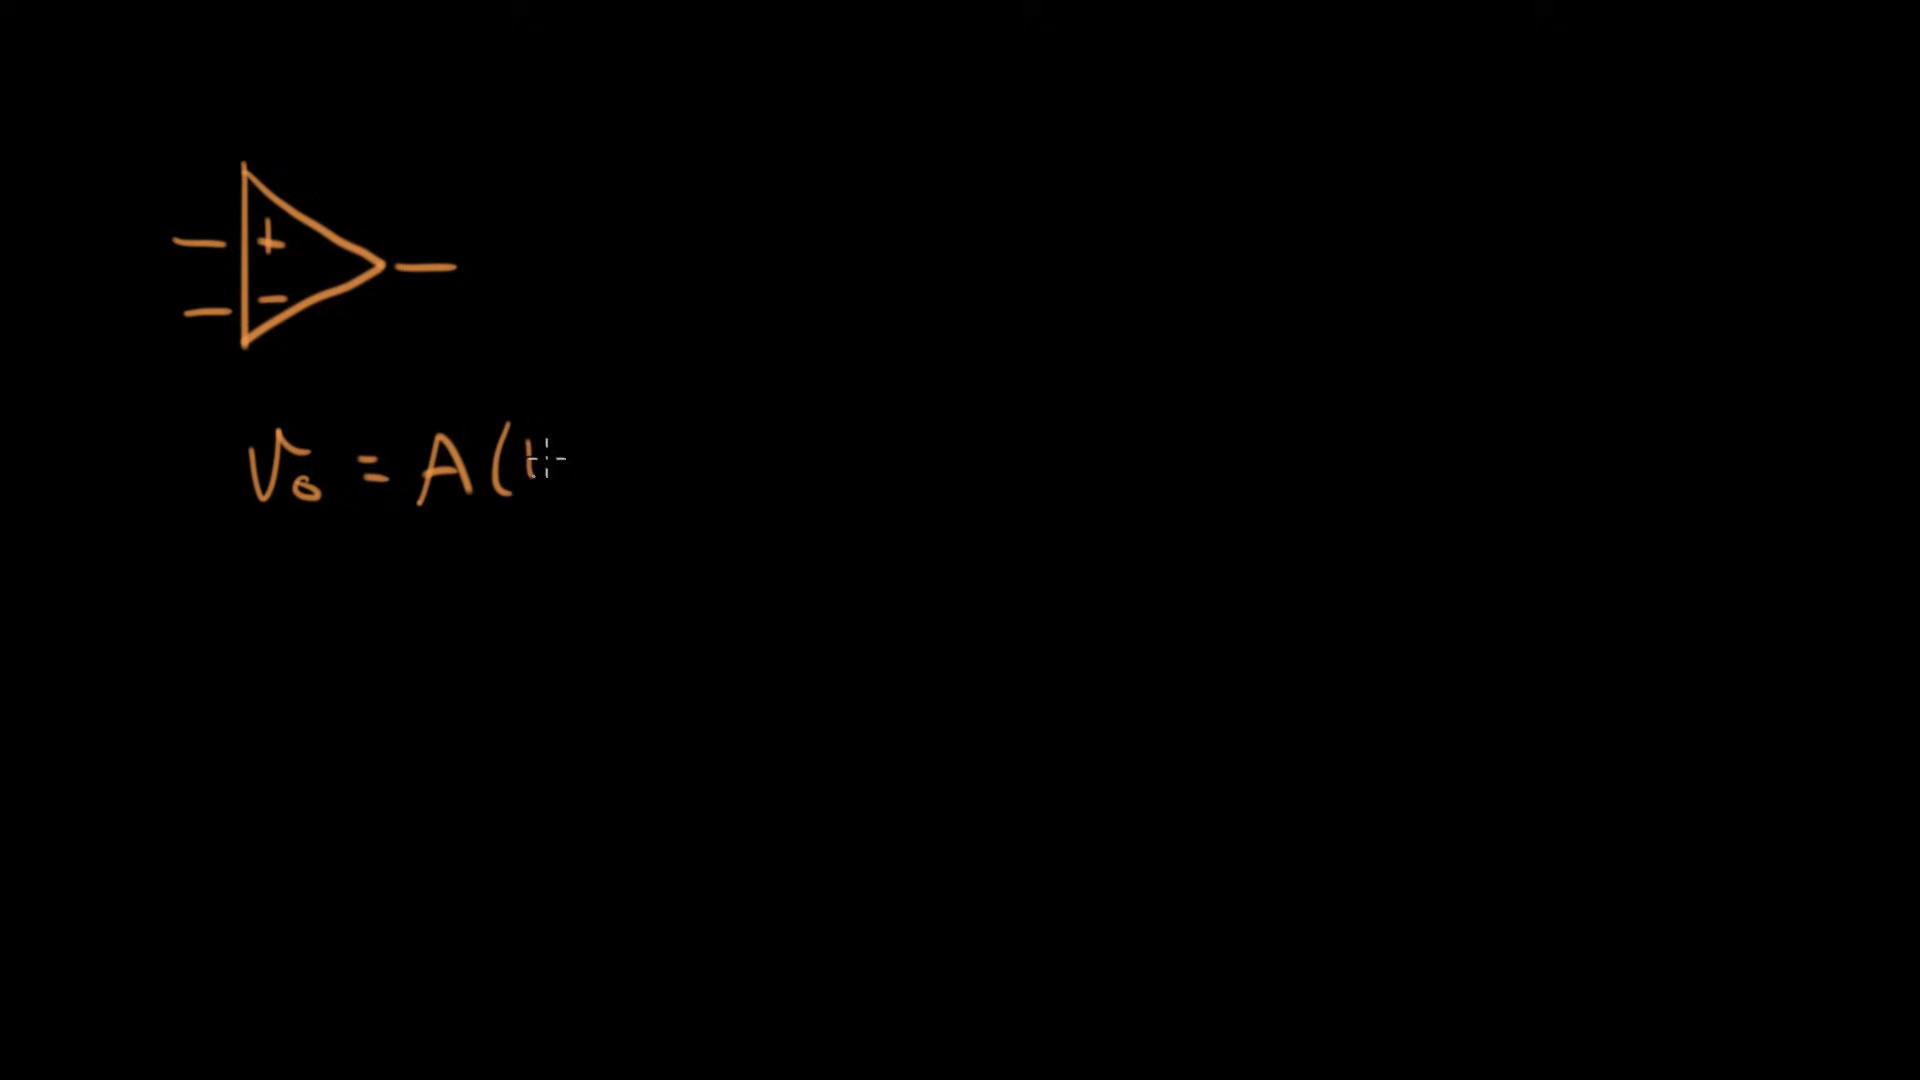 +
−
V₀ = A(